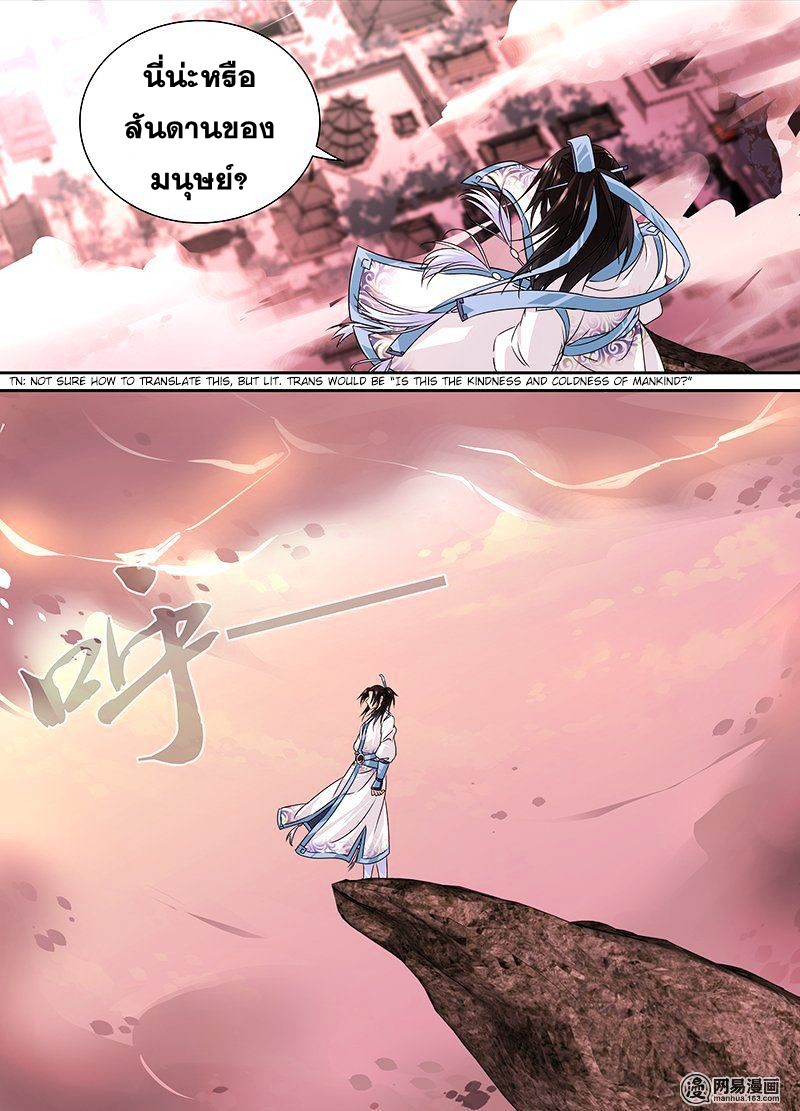 นี่น่ะหรือ
สันดานของ
มนุษย์?
TN: NOT SURE HOW TO TRANSLATE THIS, BUT LIT. TRANS WOULD BE "IS THIS THE KINDNESS AND COLDNESS OF MANKIND?"
呼——
网易漫画
manhua.163.com